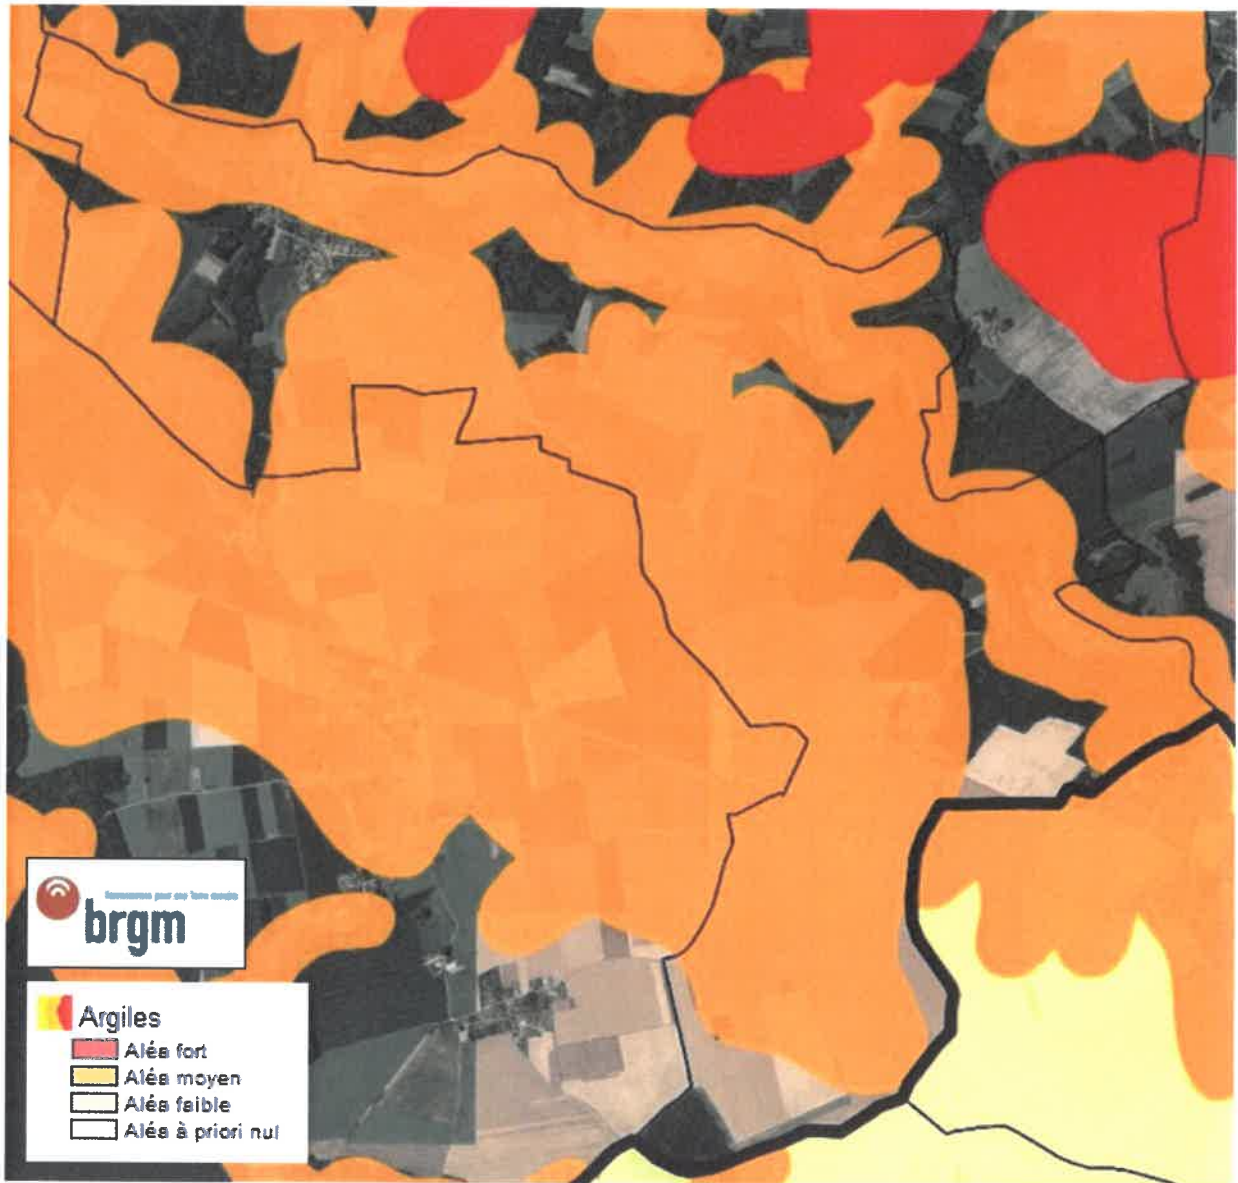 brgm
Argiles
Aléa fort
Aléa moyen
Aléa faible
Aléa à priori nul